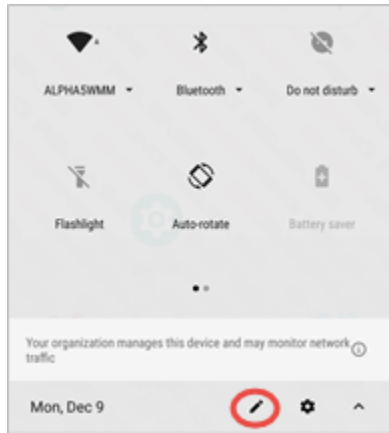 ALPHA5WMM
Bluetooth
Do not disturb
Flashlight
Auto-rotate
Battery saver
Your organization manages this device and may monitor network
traffic
Mon, Dec 9